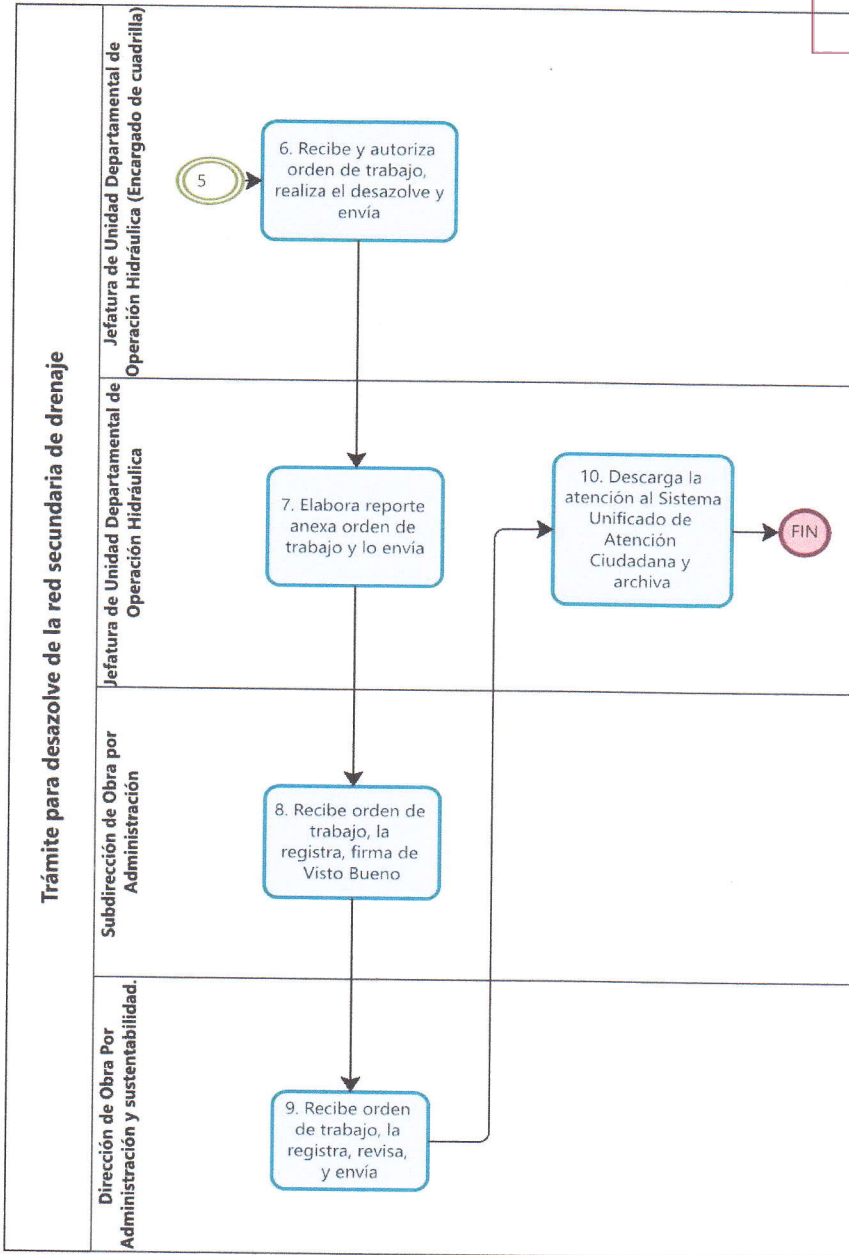 Trámite para desazolve de la red secundaria de drenaje
Jefatura de Unidad Departamental de
Operación Hidráulica (Encargado de cuadrilla)
5
6. Recibe y autoriza
orden de trabajo,
realiza el desazolve y
envía
Jefatura de Unidad Departamental de
Operación Hidráulica
7. Elabora reporte
anexa orden de
trabajo y lo envía
10. Descarga la
atención al Sistema
Unificado de
Atención
Ciudadana y
archiva
FIN
Subdirección de Obra por
Administración
8. Recibe orden de
trabajo, la
registra, firma de
Visto Bueno
Dirección de Obra Por
Administración y sustentabilidad.
9. Recibe orden
de trabajo, la
registra, revisa,
y envía